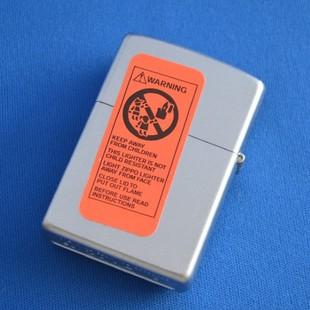 WARNING
KEEP AWAY
FROM CHILDREN
THIS LIGHTER IS NOT
CHILD RESISTANT
LIGHT ZIPPO LIGHTER
AWAY FROM FACE
CLOSE LID TO
PUT OUT FLAME
BEFORE USE READ
INSTRUCTIONS